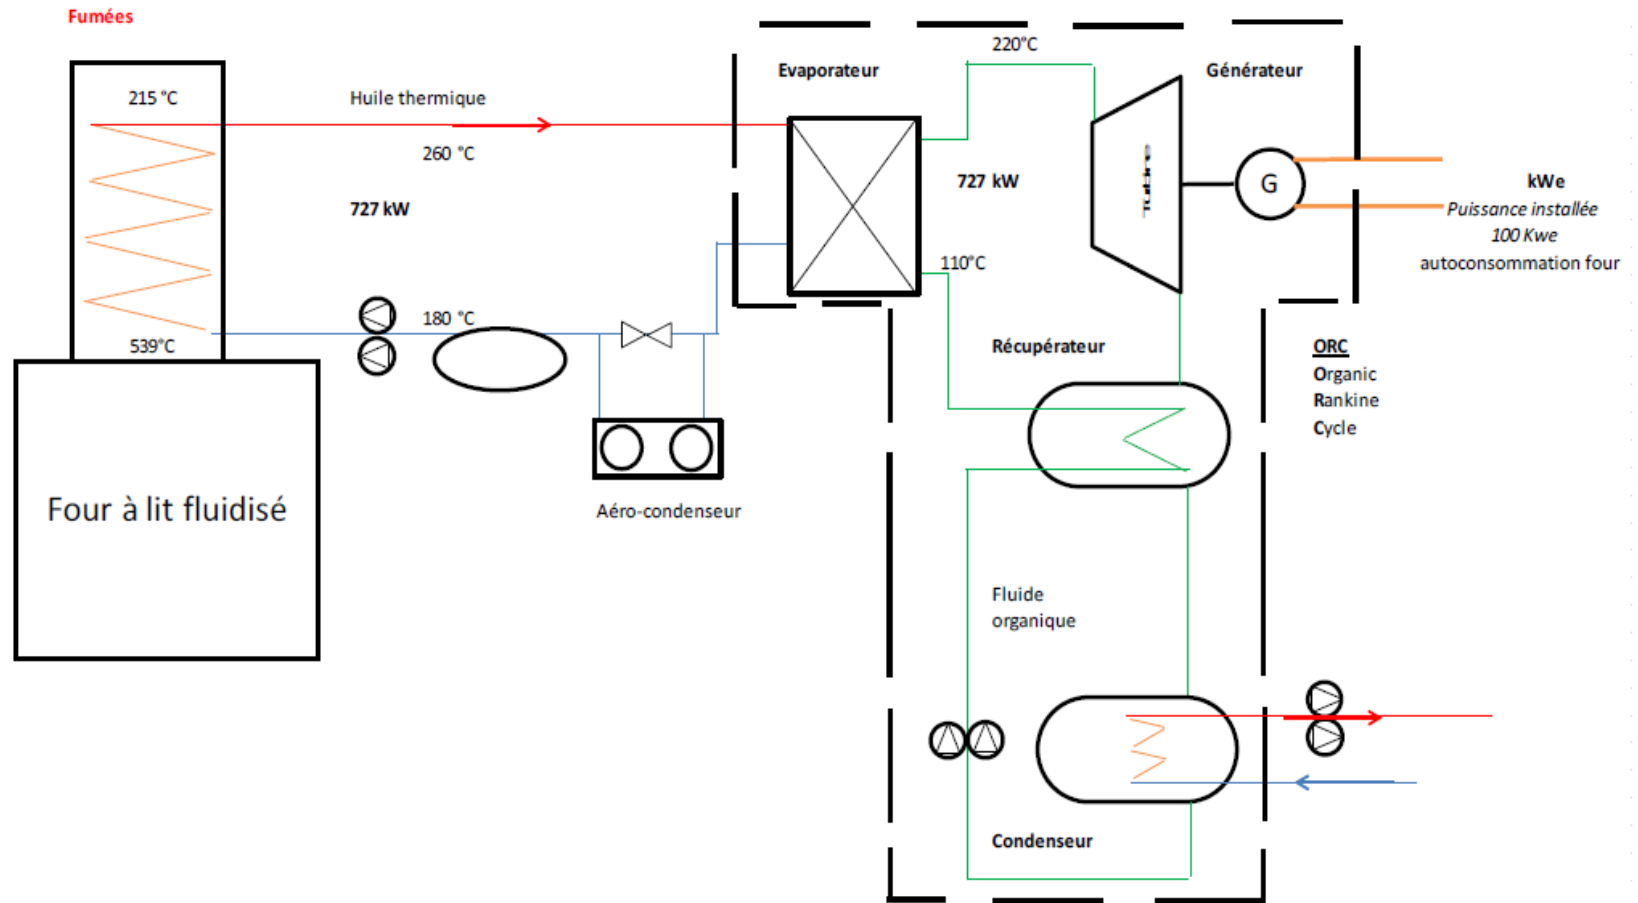 Fumées
215 °C
Huile thermique
260 °C
727 kW
180 °C
539°C
Four à lit fluidisé
Aéro-condenseur
Evaporateur
220°C
Générateur
727 kW
110°C
Turbine
G
kWe
Puissance installée
100 Kwe
autoconsommation four
Récupérateur
ORC
Organic
Rankine
Cycle
Fluide
organique
Condenseur